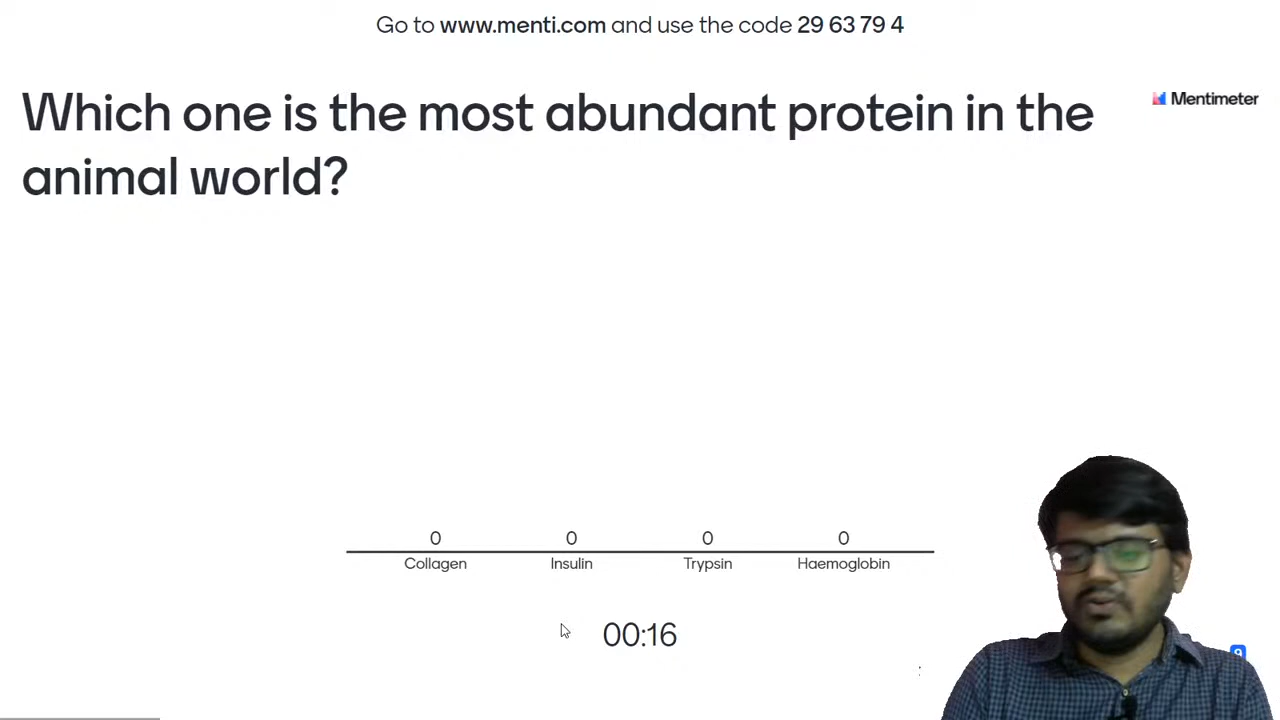 Go to www.menti.com and use the code 29 63 79 4
Which one is the most abundant protein in the
animal world?
Mentimeter
0 0 0 0
Collagen Insulin Trypsin Haemoglobin
00:16
9